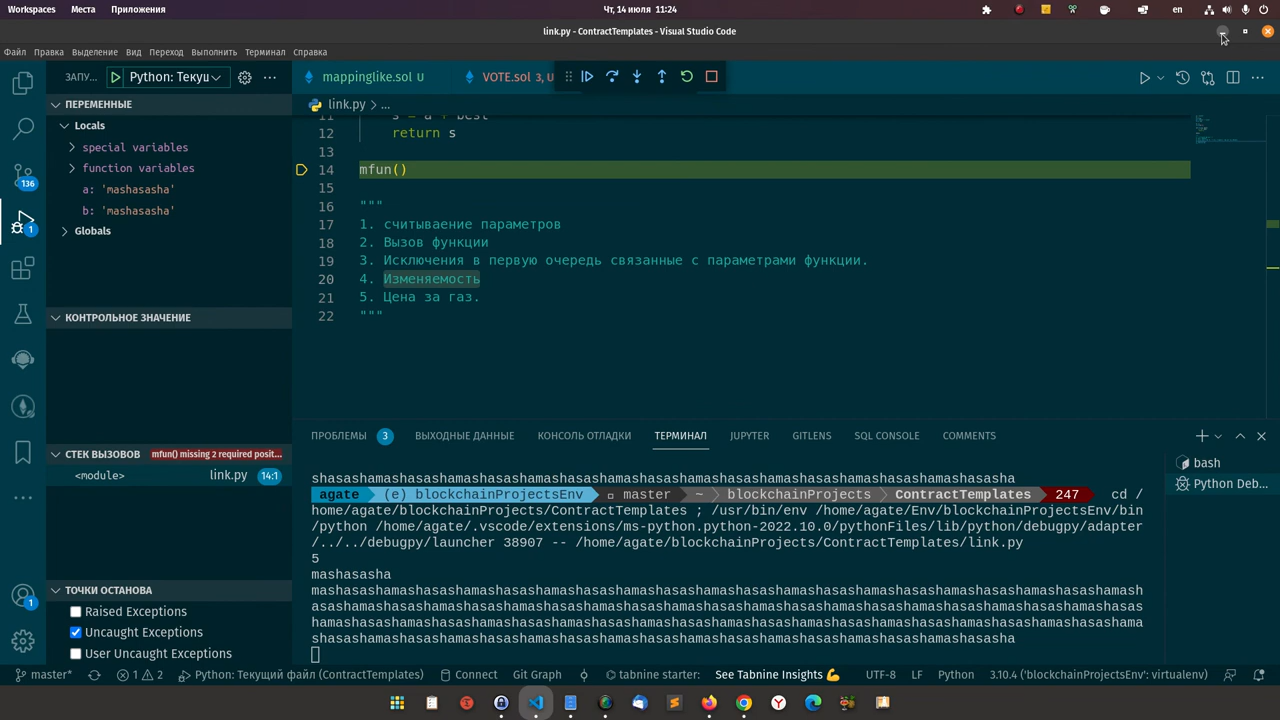 Workspaces Места Приложения Чт, 14 июля 11:24 en
link.py - ContractTemplates - Visual Studio Code
Файл Правка Выделение Вид Переход Выполнить Терминал Справка
ЗАПУ... Python: Текущ mappinglike.sol U VOTE.sol 3, U
ПЕРЕМЕННЫЕ
Locals
special variables
function variables
a: 'mashasasha'
b: 'mashasasha'
Globals
КОНТРОЛЬНОЕ ЗНАЧЕНИЕ
СТЕК ВЫЗОВОВ mfun() missing 2 required posit...
<module> link.py 14:1
ТОЧКИ ОСТАНОВА
Raised Exceptions
Uncaught Exceptions
User Uncaught Exceptions
136
1
1
link.py > ...
12 return s
13
14 mfun()
15
16 """
17 1. считываение параметров
18 2. Вызов функции
19 3. Исключения в первую очередь связанные с параметрами функции.
20 4. Изменяемость
21 5. Цена за газ.
22 """
ПРОБЛЕМЫ 3 ВЫХОДНЫЕ ДАННЫЕ КОНСОЛЬ ОТЛАДКИ ТЕРМИНАЛ JUPYTER GITLENS SQL CONSOLE COMMENTS
shasashamashasashamashasashamashasashamashasashamashasashamashasashamashasashamashasasha
agate (e) blockchainProjectsEnv master ~ blockchainProjects ContractTemplates 247 cd /
home/agate/blockchainProjects/ContractTemplates ; /usr/bin/env /home/agate/Env/blockchainProjectsEnv/bin
/python /home/agate/.vscode/extensions/ms-python.python-2022.10.0/pythonFiles/lib/python/debugpy/adapter
/../../debugpy/launcher 38907 -- /home/agate/blockchainProjects/ContractTemplates/link.py
5
mashasasha
mashasashamashasashamashasashamashasashamashasashamashasashamashasashamashasashamashasashamashasashamash
asashamashasashamashasashamashasashamashasashamashasashamashasashamashasashamashasashamashasashamashasas
hamashasashamashasashamashasashamashasashamashasashamashasashamashasashamashasashamashasashamashasashama
shasashamashasashamashasashamashasashamashasashamashasashamashasashamashasashamashasasha
bash
Python Deb...
master* 1 2 Python: Текущий файл (ContractTemplates) Connect Git Graph tabnine starter: See Tabnine Insights 💪 UTF-8 LF Python 3.10.4 ('blockchainProjectsEnv': virtualenv)